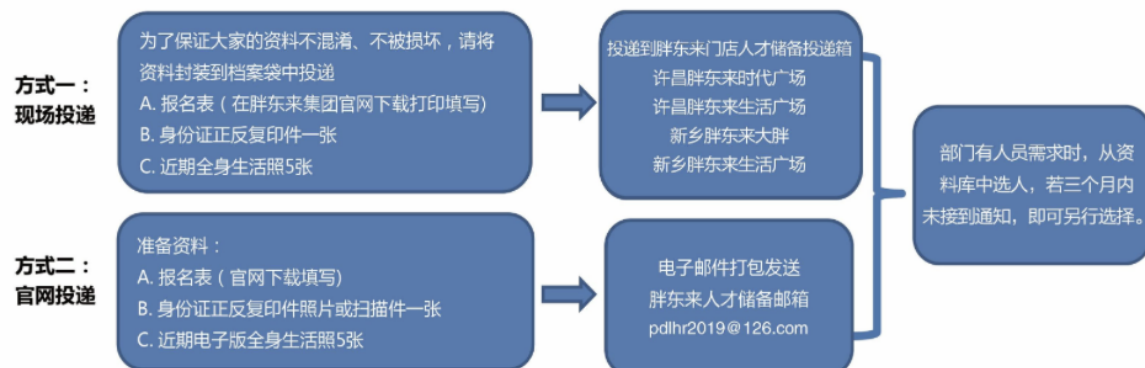 方式一：
现场投递
为了保证大家的资料不混淆、不被损坏，请将
资料封装到档案袋中投递
A. 报名表（在胖东来集团官网下载打印填写)
B. 身份证正反复印件一张
C. 近期全身生活照5张
投递到胖东来门店人才储备投递箱
许昌胖东来时代广场
许昌胖东来生活广场
新乡胖东来大胖
新乡胖东来生活广场
方式二：
官网投递
准备资料：
A. 报名表（官网下载填写)
B. 身份证正反复印件照片或扫描件一张
C. 近期电子版全身生活照5张
电子邮件打包发送
胖东来人才储备邮箱
pdlhr2019@126.com
部门有人员需求时，从资
料库中选人，若三个月内
未接到通知，即可另行选择。